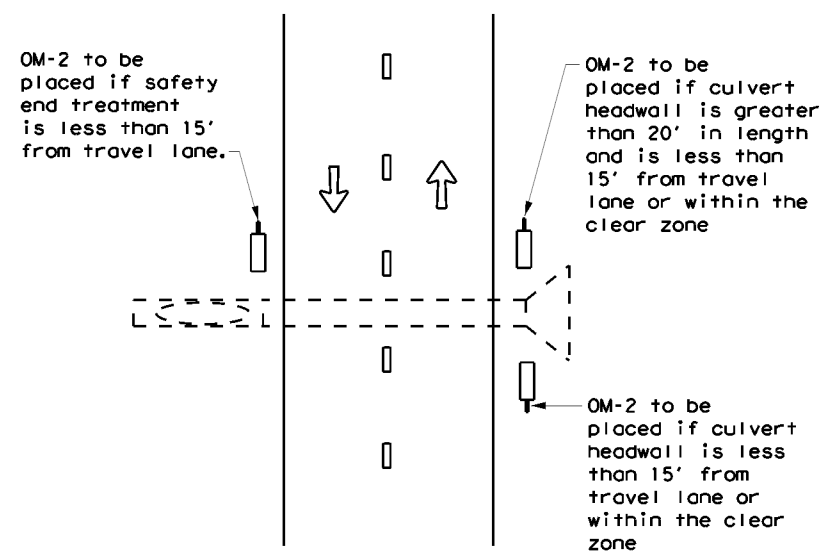 OM-2 to be
placed if safety
end treatment
is less than 15'
from travel lane.
OM-2 to be
placed if culvert
headwall is greater
than 20' in length
and is less than
15' from travel
lane or within the
clear zone
OM-2 to be
placed if culvert
headwall is less
than 15' from
travel lane or
within the clear
zone